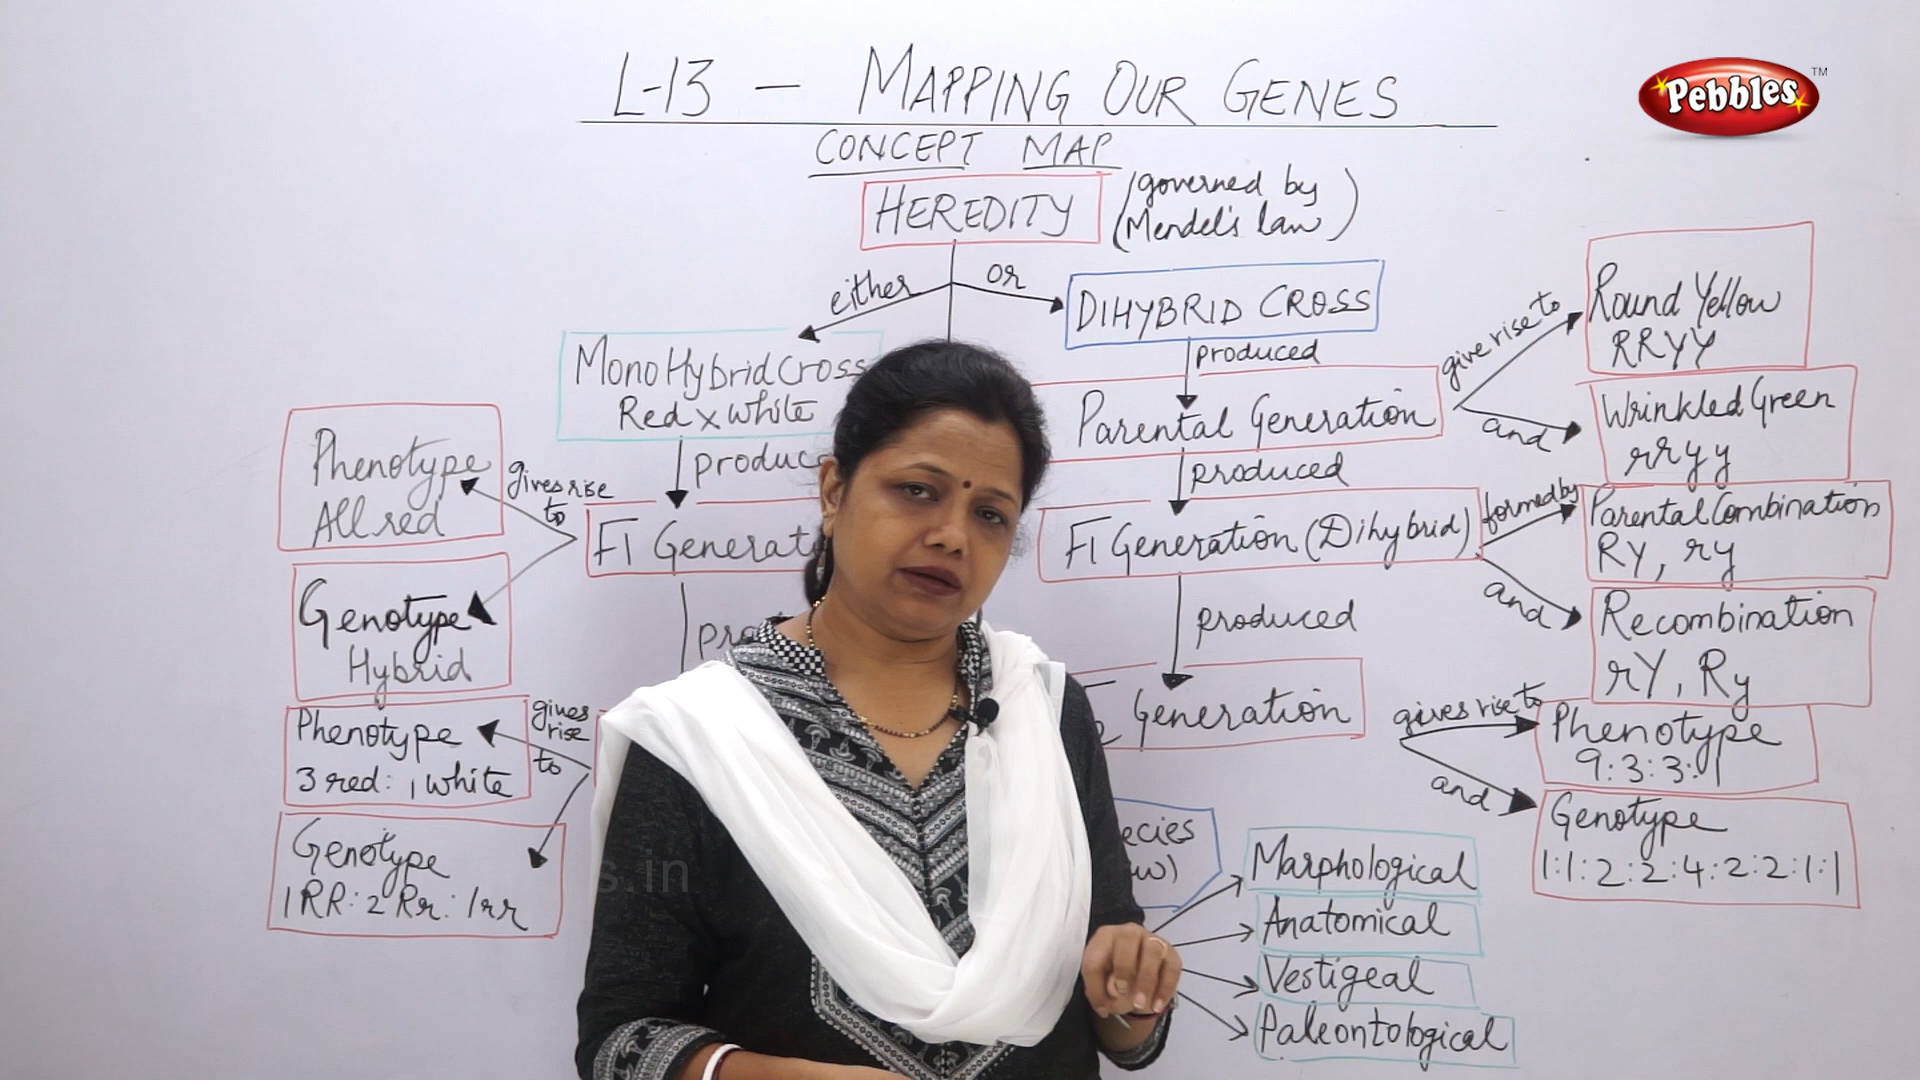 L-13 - MAPPING OUR GENES
Pebbles TM
CONCEPT MAP
HEREDITY
(governed by
Mendel's law)
either
or
DIHYBRID CROSS
MonoHybrid Cross
Red x White
produced
Parental Generation
give rise to
Round Yellow
RRYY
and
Wrinkled Green
rryy
produced
F1 Generation (Dihybrid)
formed by
Parental Combination
RY, ry
and
Recombination
rY, Ry
produced
Generation
gives rise to
Phenotype
9:3:3:1
and
Genotype
1:1:2:2:4:2:2:1:1
F1
gives rise
to
Phenotype
All red
Genotype
Hybrid
gives
rise
to
Phenotype
3 red: 1 white
Genotype
1RR: 2Rr: 1rr
Marphological
Anatomical
Vestigeal
Paleontological
s.in